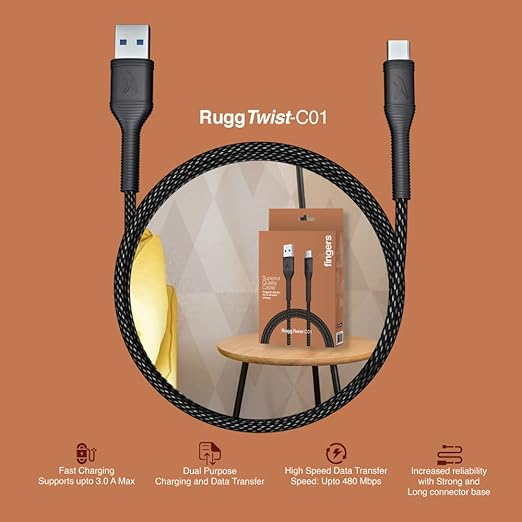 RuggTwist-C01
fingers
Superior
Quality
Cable
RuggTwist-C01
Fast Charging
Supports upto 3.0 A Max
Dual Purpose
Charging and Data Transfer
High Speed Data Transfer
Speed: Upto 480 Mbps
Increased reliability
with Strong and
Long connector base